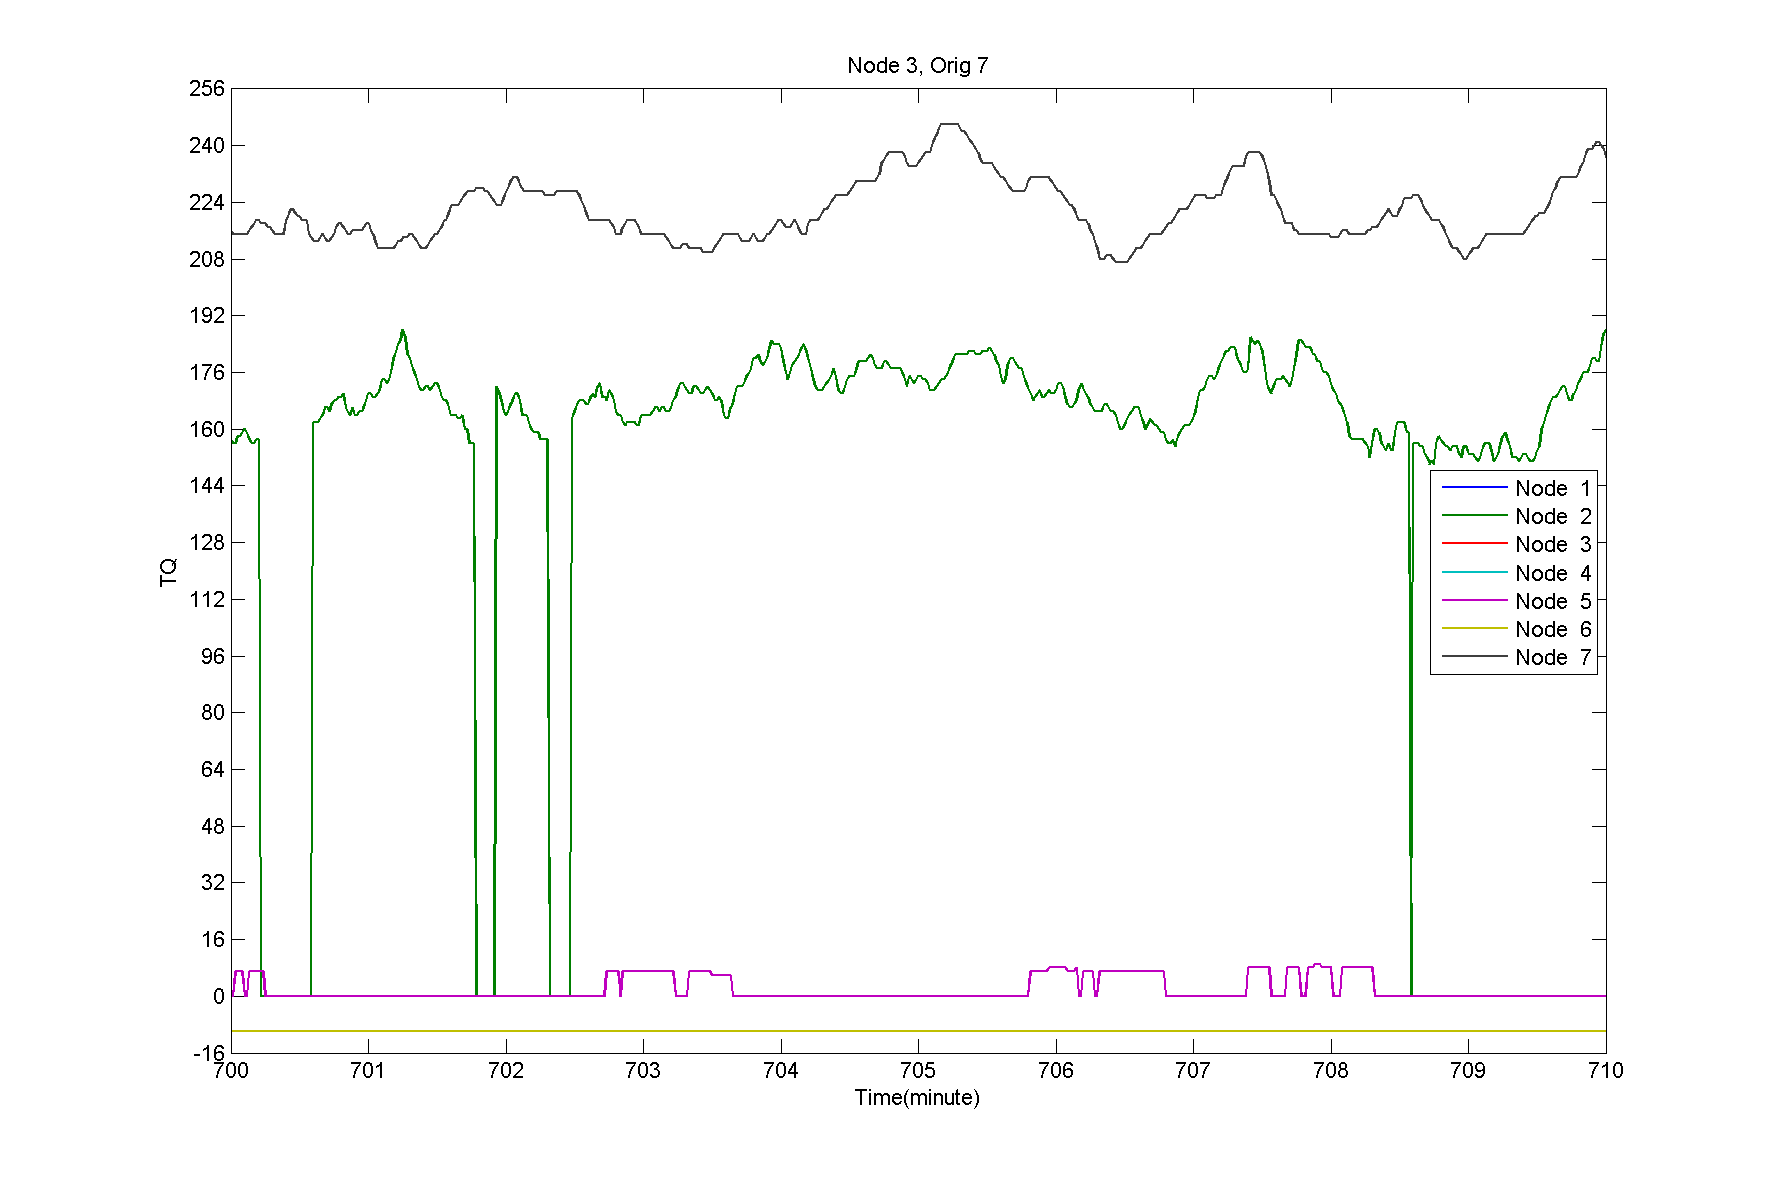 Node 3, Orig 7
256
240
224
208
192
176
160
144
128
112
96
80
64
48
32
16
0
-16
TQ
Node 1
Node 2
Node 3
Node 4
Node 5
Node 6
Node 7
700 701 702 703 704 705 706 707 708 709 710
Time(minute)